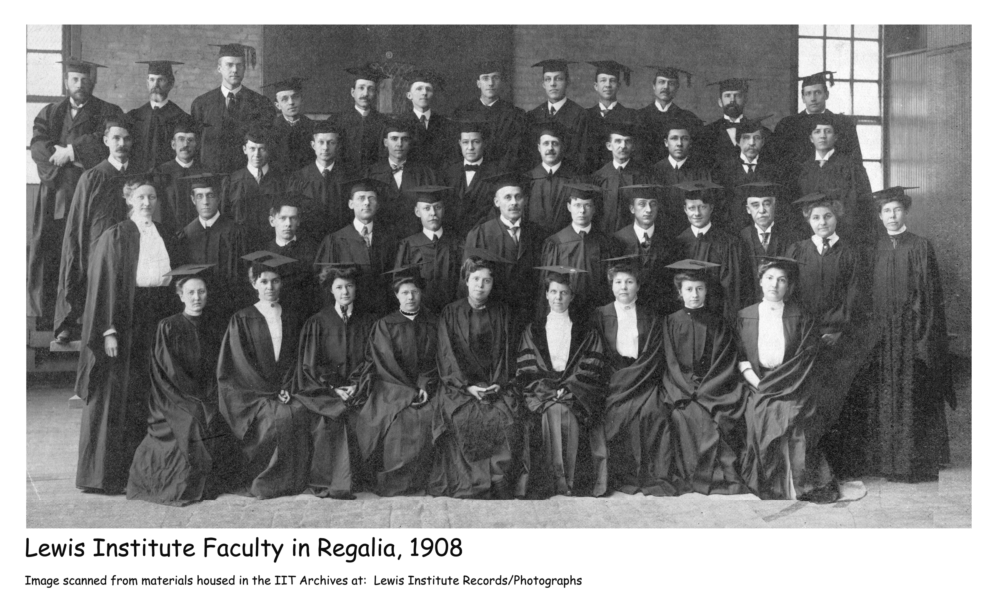 Lewis Institute Faculty in Regalia, 1908
Image scanned from materials housed in the IIT Archives at:  Lewis Institute Records/Photographs